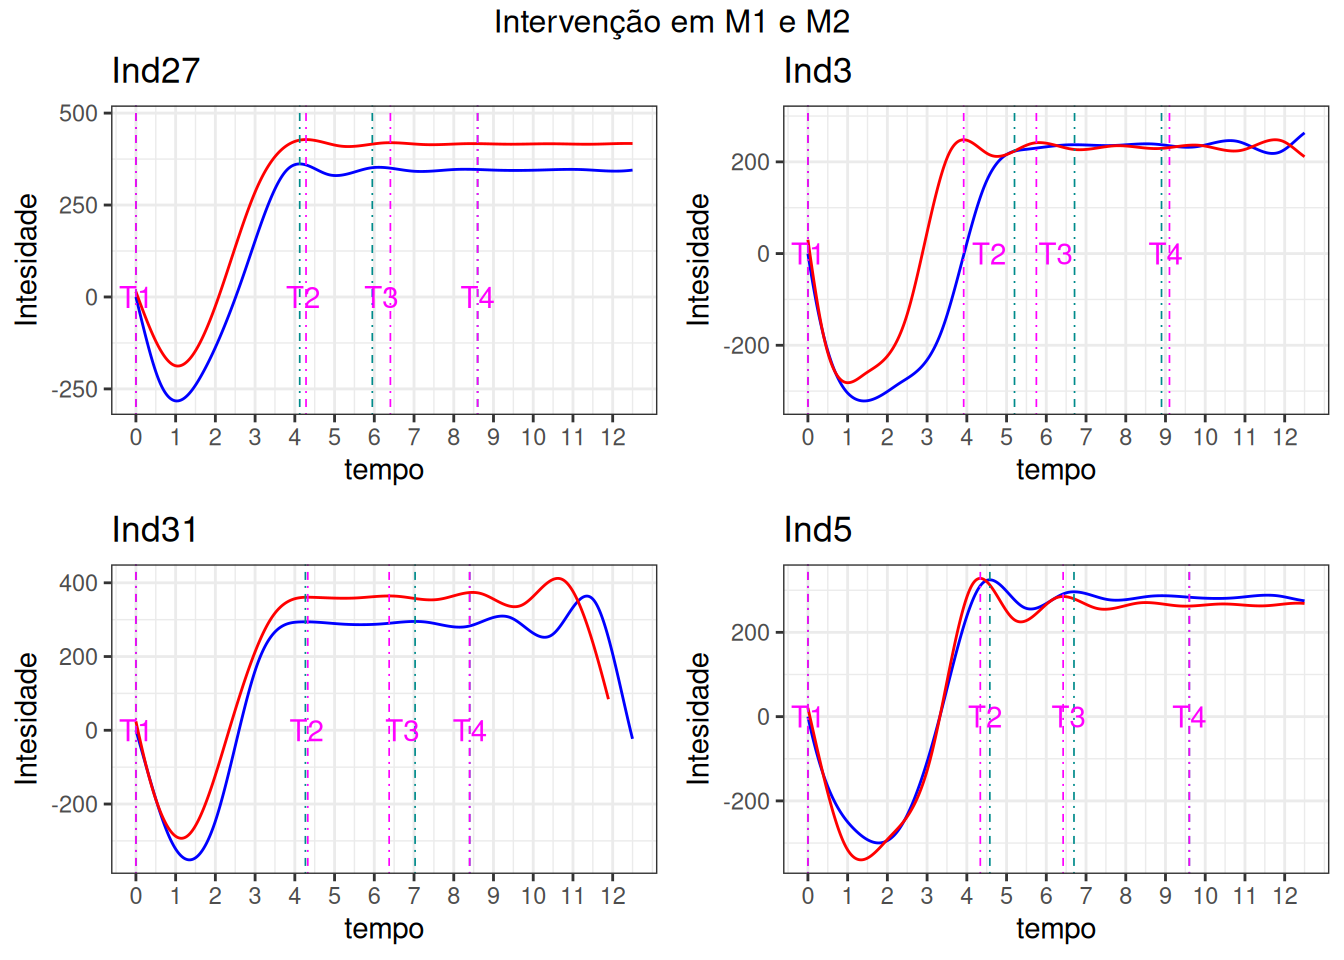 Intervenção em M1 e M2
Ind27
Intesidade
500
250
0
-250
T1 T2 T3 T4
0 1 2 3 4 5 6 7 8 9 10 11 12
tempo
Ind3
Intesidade
200
0
-200
T1 T2 T3 T4
0 1 2 3 4 5 6 7 8 9 10 11 12
tempo
Ind31
Intesidade
400
200
0
-200
T1 T2 T3 T4
0 1 2 3 4 5 6 7 8 9 10 11 12
tempo
Ind5
Intesidade
200
0
-200
T1 T2 T3 T4
0 1 2 3 4 5 6 7 8 9 10 11 12
tempo